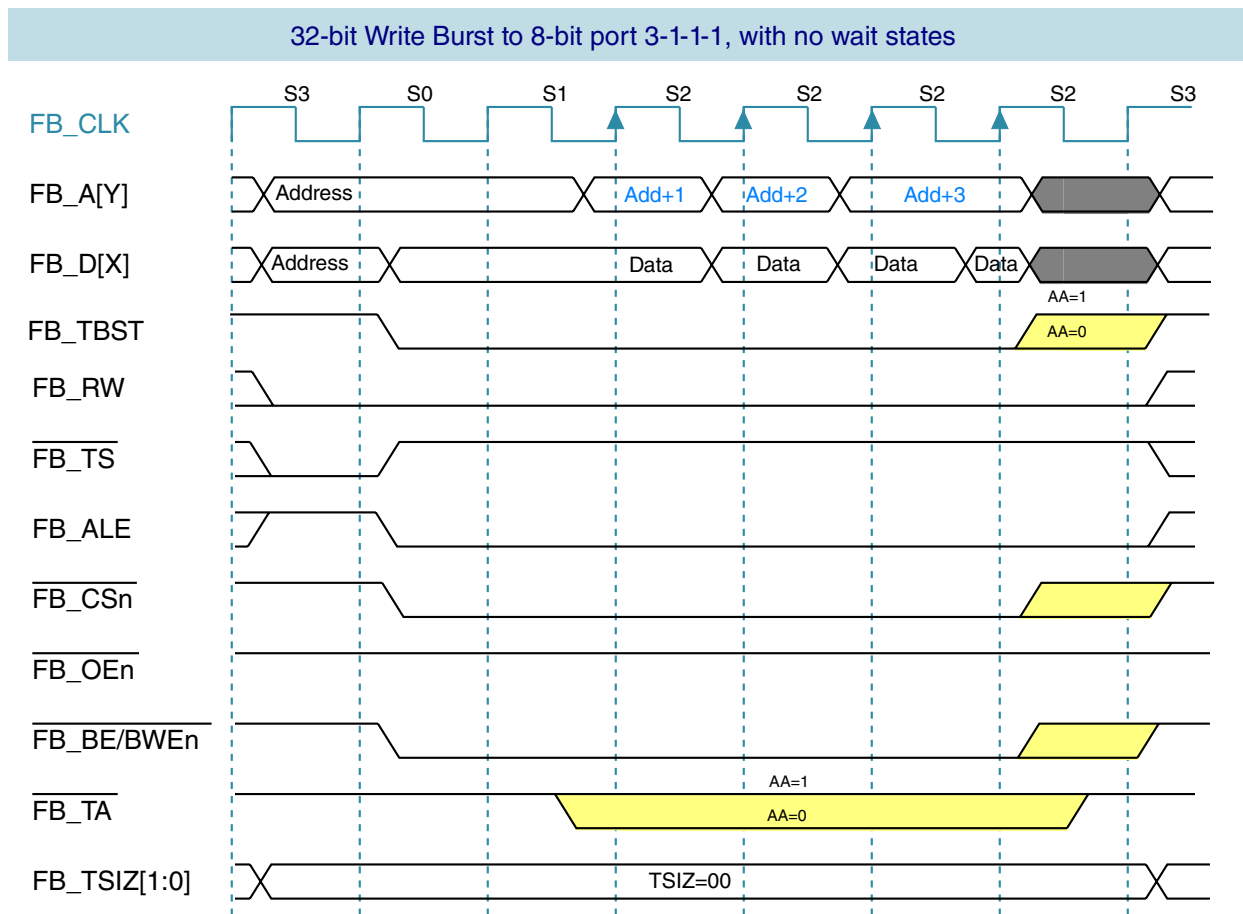 32-bit Write Burst to 8-bit port 3-1-1-1, with no wait states
S3 S0 S1 S2 S2 S2 S2 S3
FB_CLK
FB_A[Y] Address Add+1 Add+2 Add+3
FB_D[X] Address Data Data Data Data
AA=1
FB_TBST AA=0
FB_RW
FB_TS
FB_ALE
FB_CSn
FB_OEn
FB_BE/BWEn
AA=1
FB_TA AA=0
FB_TSIZ[1:0] TSIZ=00